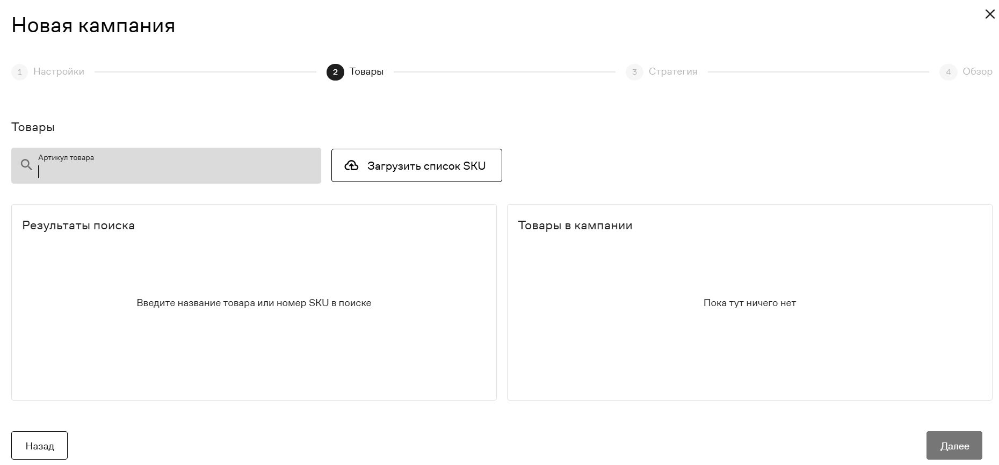 Новая кампания
1 Настройки
2 Товары
3 Стратегия
4 Обзор
Товары
Артикул товара
Загрузить список SKU
Результаты поиска
Введите название товара или номер SKU в поиске
Товары в кампании
Пока тут ничего нет
Назад
Далее